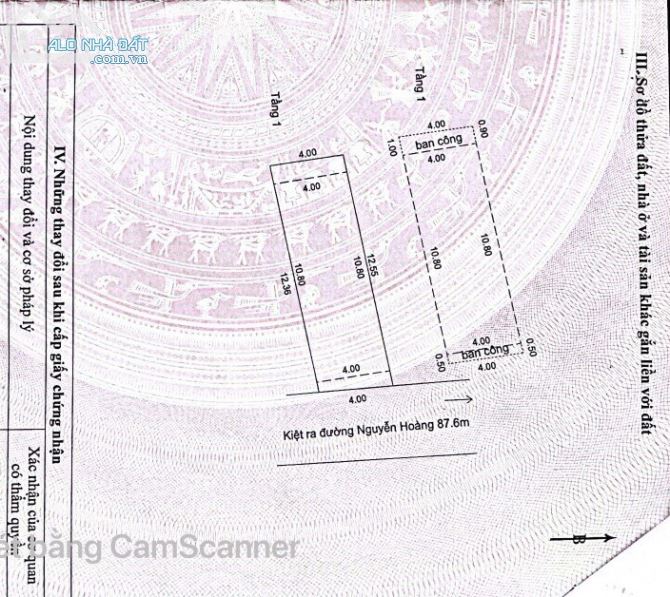 ALO NHÀ ĐẤT
.com.vn
III. Sơ đồ thửa đất, nhà ở và tài sản khác gắn liền với đất
Tầng 1
4.00
4.00
12.36
10.80
10.80
12.55
4.00
4.00
Tầng 1
4.00
0.90
1.00
ban công
4.00
10.80
10.80
4.00
0.50
ban công
0.50
4.00
Kiệt ra đường Nguyễn Hoàng 87.6m
B
IV. Những thay đổi sau khi cấp giấy chứng nhận
Nội dung thay đổi và cơ sở pháp lý
Xác nhận của cơ quan
có thẩm quyền
bằng CamScanner